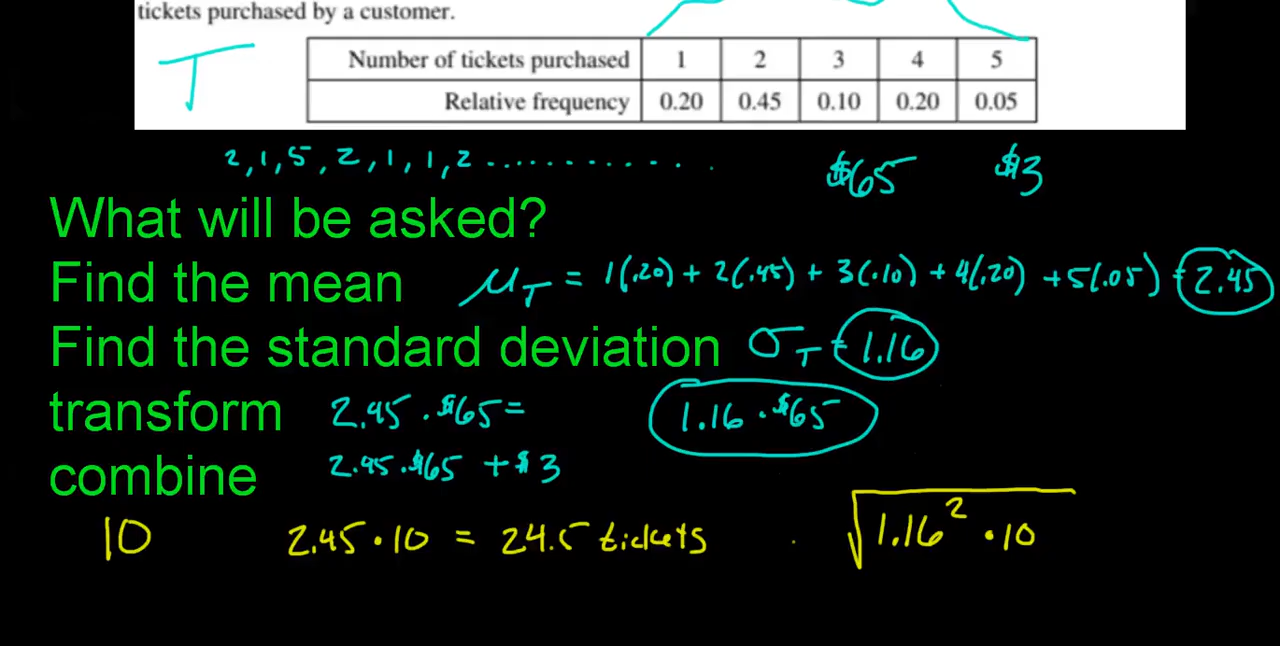 tickets purchased by a customer.
T
Number of tickets purchased 1 2 3 4 5
Relative frequency 0.20 0.45 0.10 0.20 0.05
2,1,5,2,1,1,2............ $65 $3
What will be asked?
Find the mean μT = 1(.20) + 2(.45) + 3(.10) + 4(.20) + 5(.05) = 2.45
Find the standard deviation σT = 1.16
transform 2.45 · $65 = 1.16 · $65
combine 2.45 · $65 + $3
10 2.45 · 10 = 24.5 tickets √1.16² · 10